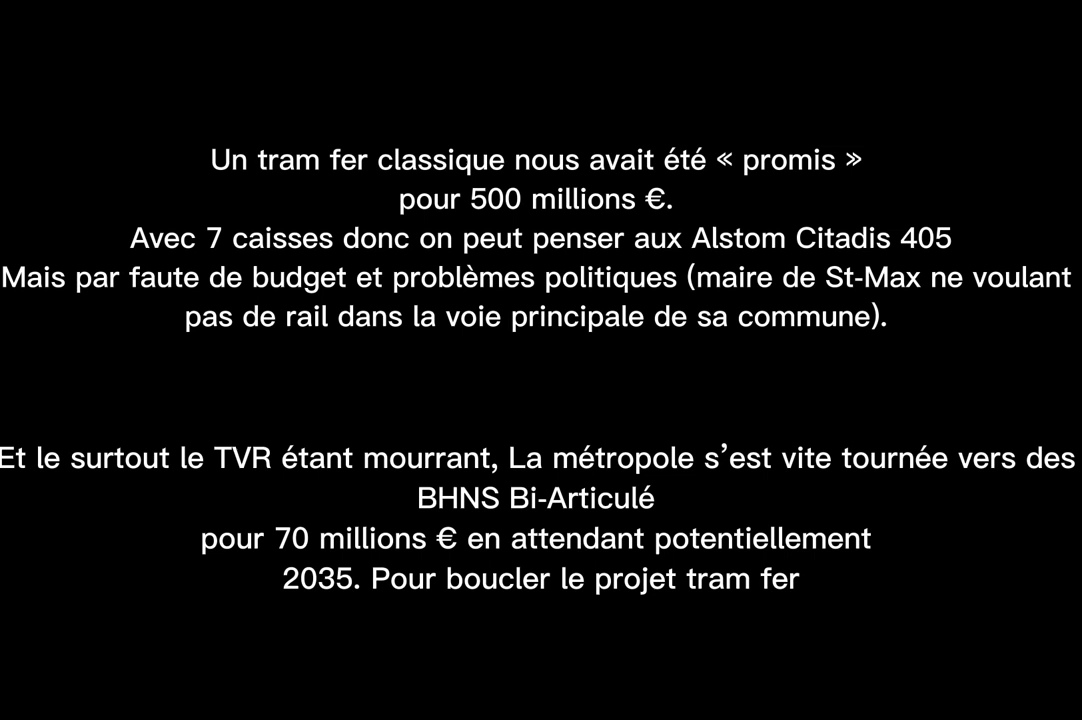 Un tram fer classique nous avait été « promis »
pour 500 millions €.
Avec 7 caisses donc on peut penser aux Alstom Citadis 405
Mais par faute de budget et problèmes politiques (maire de St-Max ne voulant
pas de rail dans la voie principale de sa commune).
Et le surtout le TVR étant mourrant, La métropole s’est vite tournée vers des
BHNS Bi-Articulé
pour 70 millions € en attendant potentiellement
2035. Pour boucler le projet tram fer